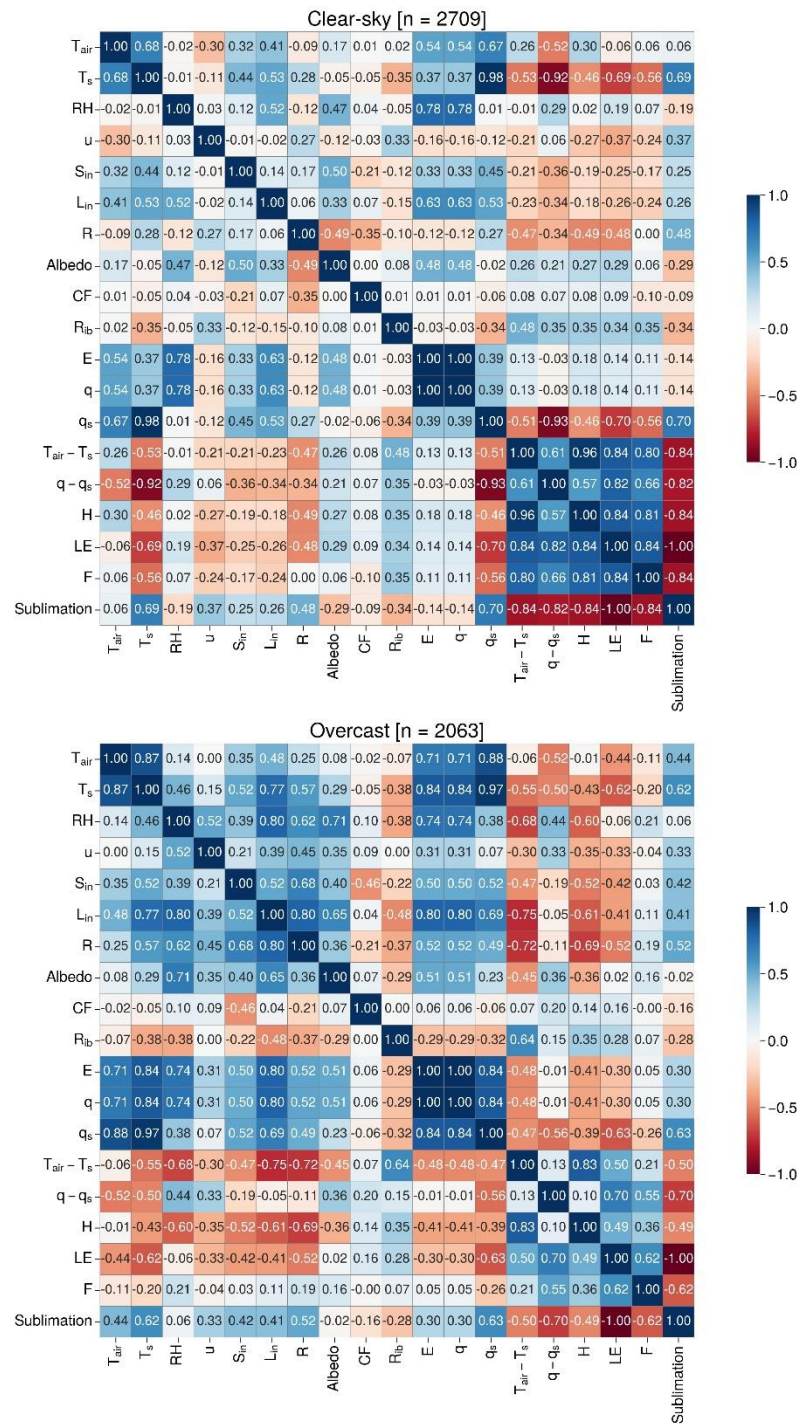 Clear-sky [n = 2709]
T_air 1.00 0.68 -0.02 -0.30 0.32 0.41 -0.09 0.17 0.01 0.02 0.54 0.54 0.67 0.26 -0.52 0.30 -0.06 0.06 0.06
T_s 0.68 1.00 -0.01 -0.11 0.44 0.53 0.28 -0.05 -0.05 -0.35 0.37 0.37 0.98 -0.53 -0.92 -0.46 -0.69 -0.56 0.69
RH -0.02 -0.01 1.00 0.03 0.12 0.52 -0.12 0.47 0.04 -0.05 0.78 0.78 0.01 -0.01 0.29 0.02 0.19 0.07 -0.19
u -0.30 -0.11 0.03 1.00 -0.01 -0.02 0.27 -0.12 -0.03 0.33 -0.16 -0.16 -0.12 -0.21 0.06 -0.27 -0.37 -0.24 0.37
S_in 0.32 0.44 0.12 -0.01 1.00 0.14 0.17 0.50 -0.21 -0.12 0.33 0.33 0.45 -0.21 -0.36 -0.19 -0.25 -0.17 0.25
L_in 0.41 0.53 0.52 -0.02 0.14 1.00 0.06 0.33 0.07 -0.15 0.63 0.63 0.53 -0.23 -0.34 -0.18 -0.26 -0.24 0.26
R -0.09 0.28 -0.12 0.27 0.17 0.06 1.00 -0.49 -0.35 -0.10 -0.12 -0.12 0.27 -0.47 -0.34 -0.49 -0.48 0.00 0.48
Albedo 0.17 -0.05 0.47 -0.12 0.50 0.33 -0.49 1.00 0.00 0.08 0.48 0.48 -0.02 0.26 0.21 0.27 0.29 0.06 -0.29
CF 0.01 -0.05 0.04 -0.03 -0.21 0.07 -0.35 0.00 1.00 0.01 0.01 0.01 -0.06 0.08 0.07 0.08 0.09 -0.10 -0.09
R_ib 0.02 -0.35 -0.05 0.33 -0.12 -0.15 -0.10 0.08 0.01 1.00 -0.03 -0.03 -0.34 0.48 0.35 0.35 0.34 0.35 -0.34
E 0.54 0.37 0.78 -0.16 0.33 0.63 -0.12 0.48 0.01 -0.03 1.00 1.00 0.39 0.13 -0.03 0.18 0.14 0.11 -0.14
q 0.54 0.37 0.78 -0.16 0.33 0.63 -0.12 0.48 0.01 -0.03 1.00 1.00 0.39 0.13 -0.03 0.18 0.14 0.11 -0.14
q_s 0.67 0.98 0.01 -0.12 0.45 0.53 0.27 -0.02 -0.06 -0.34 0.39 0.39 1.00 -0.51 -0.93 -0.46 -0.70 -0.56 0.70
T_air − T_s 0.26 -0.53 -0.01 -0.21 -0.21 -0.23 -0.47 0.26 0.08 0.48 0.13 0.13 -0.51 1.00 0.61 0.96 0.84 0.80 -0.84
q − q_s -0.52 -0.92 0.29 0.06 -0.36 -0.34 -0.34 0.21 0.07 0.35 -0.03 -0.03 -0.93 0.61 1.00 0.57 0.82 0.66 -0.82
H 0.30 -0.46 0.02 -0.27 -0.19 -0.18 -0.49 0.27 0.08 0.35 0.18 0.18 -0.46 0.96 0.57 1.00 0.84 0.81 -0.84
LE -0.06 -0.69 0.19 -0.37 -0.25 -0.26 -0.48 0.29 0.09 0.34 0.14 0.14 -0.70 0.84 0.82 0.84 1.00 0.84 -1.00
F 0.06 -0.56 0.07 -0.24 -0.17 -0.24 0.00 0.06 -0.10 0.35 0.11 0.11 -0.56 0.80 0.66 0.81 0.84 1.00 -0.84
Sublimation 0.06 0.69 -0.19 0.37 0.25 0.26 0.48 -0.29 -0.09 -0.34 -0.14 -0.14 0.70 -0.84 -0.82 -0.84 -1.00 -0.84 1.00
T_air T_s RH u S_in L_in R Albedo CF R_ib E q q_s T_air − T_s q − q_s H LE F Sublimation
1.0
0.5
0.0
−0.5
−1.0
Overcast [n = 2063]
T_air 1.00 0.87 0.14 0.00 0.35 0.48 0.25 0.08 -0.02 -0.07 0.71 0.71 0.88 -0.06 -0.52 -0.01 -0.44 -0.11 0.44
T_s 0.87 1.00 0.46 0.15 0.52 0.77 0.57 0.29 -0.05 -0.38 0.84 0.84 0.97 -0.55 -0.50 -0.43 -0.62 -0.20 0.62
RH 0.14 0.46 1.00 0.52 0.39 0.80 0.62 0.71 0.10 -0.38 0.74 0.74 0.38 -0.68 0.44 -0.60 -0.06 0.21 0.06
u 0.00 0.15 0.52 1.00 0.21 0.39 0.45 0.35 0.09 0.00 0.31 0.31 0.07 -0.30 0.33 -0.35 -0.33 -0.04 0.33
S_in 0.35 0.52 0.39 0.21 1.00 0.52 0.68 0.40 -0.46 -0.22 0.50 0.50 0.52 -0.47 -0.19 -0.52 -0.42 0.03 0.42
L_in 0.48 0.77 0.80 0.39 0.52 1.00 0.80 0.65 0.04 -0.48 0.80 0.80 0.69 -0.75 -0.05 -0.61 -0.41 0.11 0.41
R 0.25 0.57 0.62 0.45 0.68 0.80 1.00 0.36 -0.21 -0.37 0.52 0.52 0.49 -0.72 -0.11 -0.69 -0.52 0.19 0.52
Albedo 0.08 0.29 0.71 0.35 0.40 0.65 0.36 1.00 0.07 -0.29 0.51 0.51 0.23 -0.45 0.36 -0.36 0.02 0.16 -0.02
CF -0.02 -0.05 0.10 0.09 -0.46 0.04 -0.21 0.07 1.00 0.00 0.06 0.06 -0.06 0.07 0.20 0.14 0.16 -0.00 -0.16
R_ib -0.07 -0.38 -0.38 0.00 -0.22 -0.48 -0.37 -0.29 0.00 1.00 -0.29 -0.29 -0.32 0.64 0.15 0.35 0.28 0.07 -0.28
E 0.71 0.84 0.74 0.31 0.50 0.80 0.52 0.51 0.06 -0.29 1.00 1.00 0.84 -0.48 -0.01 -0.41 -0.30 0.05 0.30
q 0.71 0.84 0.74 0.31 0.50 0.80 0.52 0.51 0.06 -0.29 1.00 1.00 0.84 -0.48 -0.01 -0.41 -0.30 0.05 0.30
q_s 0.88 0.97 0.38 0.07 0.52 0.69 0.49 0.23 -0.06 -0.32 0.84 0.84 1.00 -0.47 -0.56 -0.39 -0.63 -0.26 0.63
T_air − T_s -0.06 -0.55 -0.68 -0.30 -0.47 -0.75 -0.72 -0.45 0.07 0.64 -0.48 -0.48 -0.47 1.00 0.13 0.83 0.50 0.21 -0.50
q − q_s -0.52 -0.50 0.44 0.33 -0.19 -0.05 -0.11 0.36 0.20 0.15 -0.01 -0.01 -0.56 0.13 1.00 0.10 0.70 0.55 -0.70
H -0.01 -0.43 -0.60 -0.35 -0.52 -0.61 -0.69 -0.36 0.14 0.35 -0.41 -0.41 -0.39 0.83 0.10 1.00 0.49 0.36 -0.49
LE -0.44 -0.62 -0.06 -0.33 -0.42 -0.41 -0.52 0.02 0.16 0.28 -0.30 -0.30 -0.63 0.50 0.70 0.49 1.00 0.62 -1.00
F -0.11 -0.20 0.21 -0.04 0.03 0.11 0.19 0.16 -0.00 0.07 0.05 0.05 -0.26 0.21 0.55 0.36 0.62 1.00 -0.62
Sublimation 0.44 0.62 0.06 0.33 0.42 0.41 0.52 -0.02 -0.16 -0.28 0.30 0.30 0.63 -0.50 -0.70 -0.49 -1.00 -0.62 1.00
T_air T_s RH u S_in L_in R Albedo CF R_ib E q q_s T_air − T_s q − q_s H LE F Sublimation
1.0
0.5
0.0
−0.5
−1.0